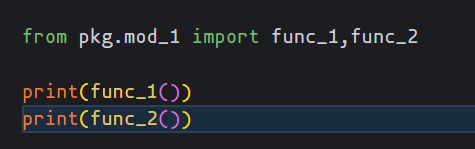 from pkg.mod_1 import func_1,func_2
print(func_1())
print(func_2())